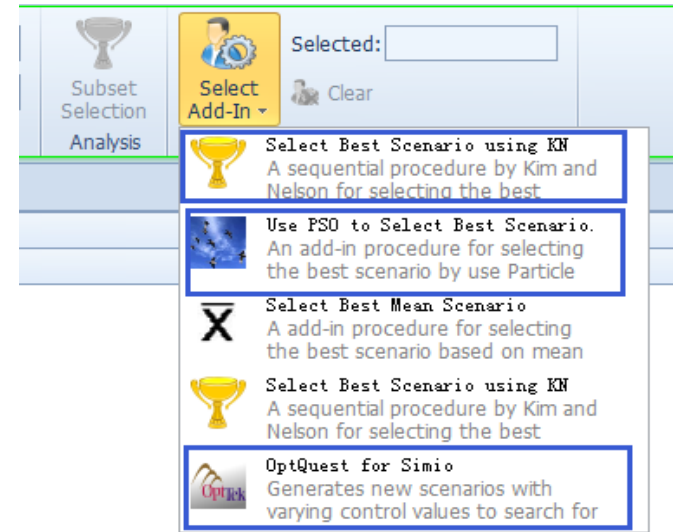 Subset
Selection
Analysis
Select
Add-In
Selected:
Clear
Select Best Scenario using KN
A sequential procedure by Kim and
Nelson for selecting the best
Use PSO to Select Best Scenario.
An add-in procedure for selecting
the best scenario by use Particle
X
Select Best Mean Scenario
A add-in procedure for selecting
the best scenario based on mean
Select Best Scenario using KN
A sequential procedure by Kim and
Nelson for selecting the best
OptTek
OptQuest for Simio
Generates new scenarios with
varying control values to search for